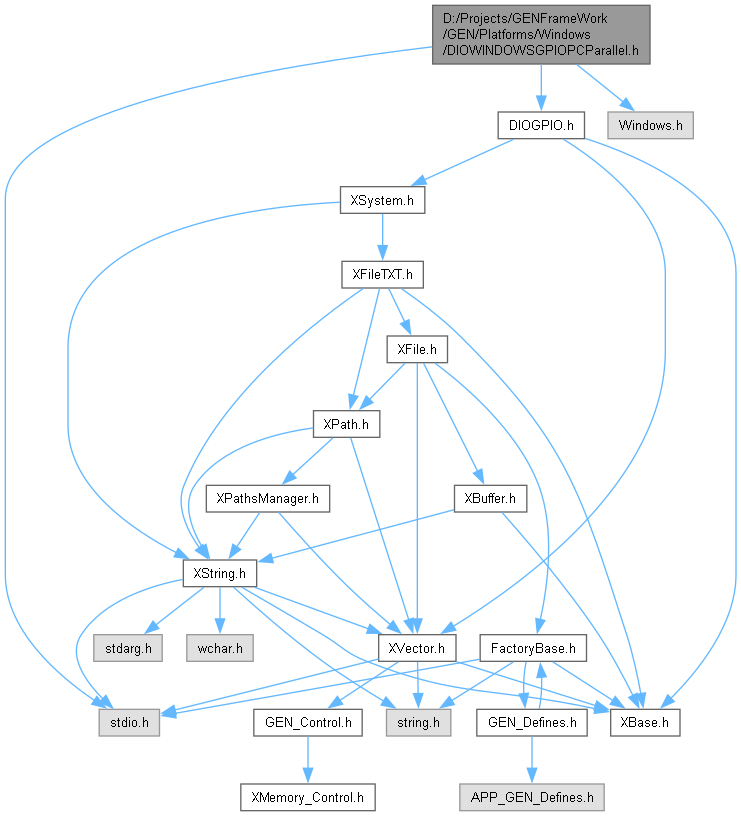 D:/Projects/GENFrameWork
/GEN/Platforms/Windows
/DIOWINDOWSGPIOPCParallel.h
DIOGPIO.h
Windows.h
XSystem.h
XFileTXT.h
XFile.h
XPath.h
XPathsManager.h
XBuffer.h
XString.h
stdarg.h
wchar.h
XVector.h
FactoryBase.h
stdio.h
GEN_Control.h
string.h
GEN_Defines.h
XBase.h
XMemory_Control.h
APP_GEN_Defines.h